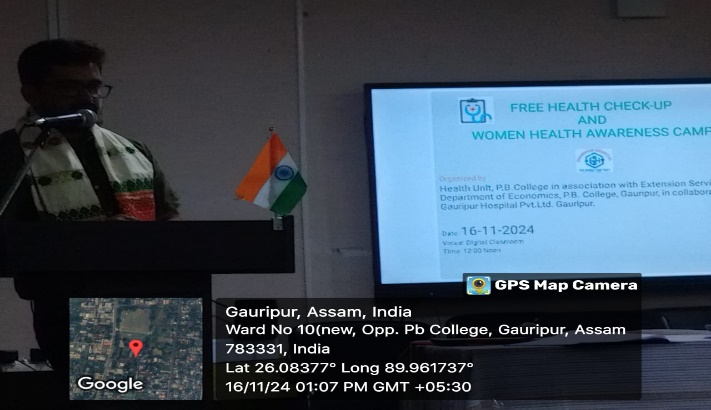 FREE HEALTH CHECK-UP
AND
WOMEN HEALTH AWARENESS CAMP
Organized by
Health Unit, P.B. College in association with Extension Servi
Department of Economics, P.B. College, Gauripur, in collabora
Gauripur Hospital Pvt.Ltd. Gauripur.
Date: 16-11-2024
Venue: Digital Classroom
Time: 12:00 Noon
GPS Map Camera
Gauripur, Assam, India
Ward No 10(new, Opp. Pb College, Gauripur, Assam
783331, India
Lat 26.08377° Long 89.961737°
16/11/24 01:07 PM GMT +05:30
Google